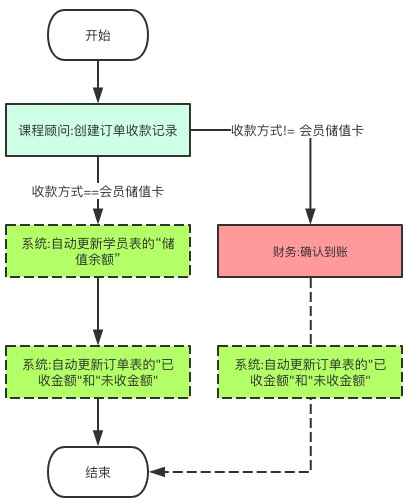 开始
课程顾问:创建订单收款记录
收款方式!= 会员储值卡
收款方式==会员储值卡
系统:自动更新学员表的“储
值余额”
财务:确认到账
系统:自动更新订单表的"已
收金额"和"未收金额"
系统:自动更新订单表的"已
收金额"和"未收金额"
结束